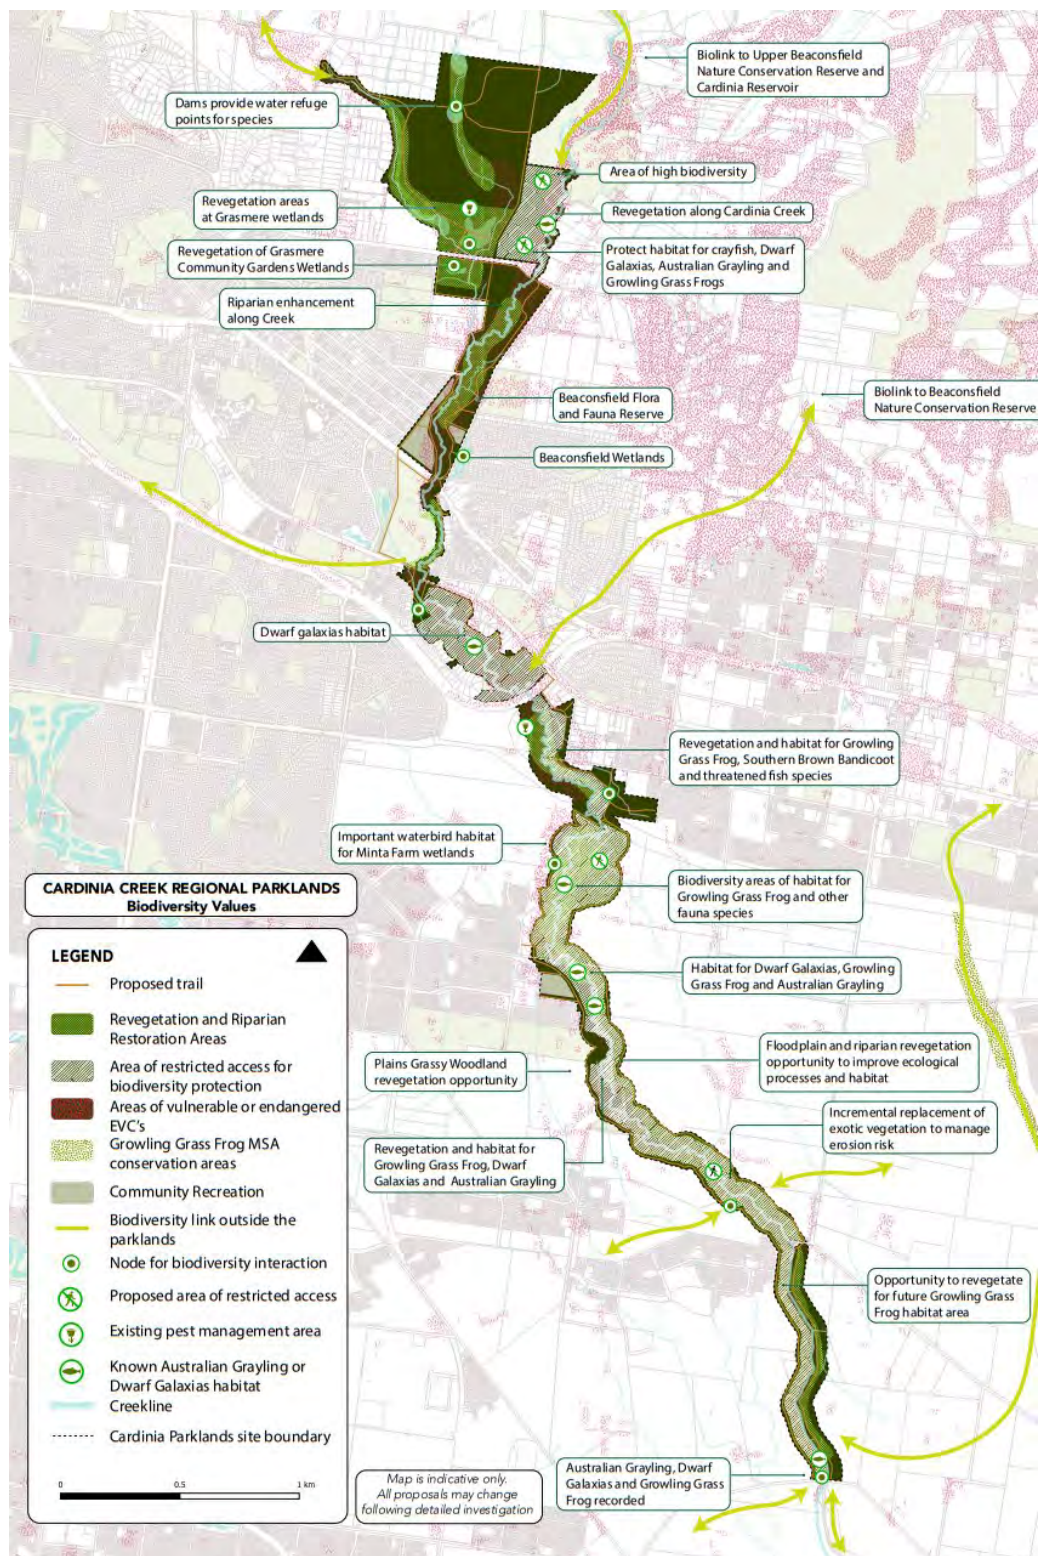 Biolink to Upper Beaconsfield
Nature Conservation Reserve and
Cardinia Reservoir
Dams provide water refuge
points for species
Area of high biodiversity
Revegetation areas
at Grasmere wetlands
Revegetation along Cardinia Creek
Revegetation of Grasmere
Community Gardens Wetlands
Protect habitat for crayfish, Dwarf
Galaxias, Australian Grayling and
Growling Grass Frogs
Riparian enhancement
along Creek
Biolink to Beaconsfield
Nature Conservation Reserve
Beaconsfield Flora
and Fauna Reserve
Beaconsfield Wetlands
Dwarf galaxias habitat
Revegetation and habitat for Growling
Grass Frog, Southern Brown Bandicoot
and threatened fish species
Important waterbird habitat
for Minta Farm wetlands
Biodiversity areas of habitat for
Growling Grass Frog and other
fauna species
CARDINIA CREEK REGIONAL PARKLANDS
Biodiversity Values
LEGEND
Proposed trail
Revegetation and Riparian
Restoration Areas
Area of restricted access for
biodiversity protection
Areas of vulnerable or endangered
EVC's
Growling Grass Frog MSA
conservation areas
Community Recreation
Biodiversity link outside the
parklands
Node for biodiversity interaction
Proposed area of restricted access
Existing pest management area
Known Australian Grayling or
Dwarf Galaxias habitat
Creekline
Cardinia Parklands site boundary
0 0.5 1 km
Habitat for Dwarf Galaxias, Growling
Grass Frog and Australian Grayling
Floodplain and riparian revegetation
opportunity to improve ecological
processes and habitat
Plains Grassy Woodland
revegetation opportunity
Incremental replacement of
exotic vegetation to manage
erosion risk
Revegetation and habitat for
Growling Grass Frog, Dwarf
Galaxias and Australian Grayling
Opportunity to revegetate
for future Growling Grass
Frog habitat area
Australian Grayling, Dwarf
Galaxias and Growling Grass
Frog recorded
Map is indicative only.
All proposals may change
following detailed investigation